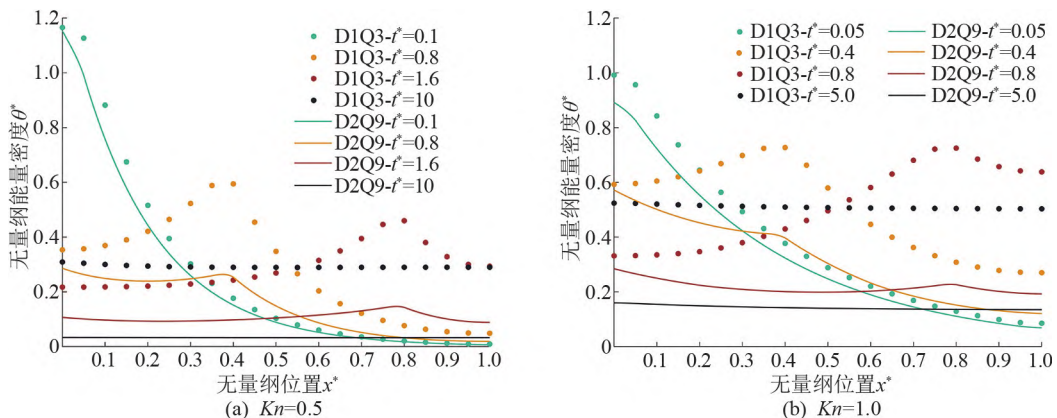 1.2
1.0
0.8
0.6
0.4
0.2
0
无量纲能量密度θ*
D1Q3-t*=0.1
D1Q3-t*=0.8
D1Q3-t*=1.6
D1Q3-t*=10
D2Q9-t*=0.1
D2Q9-t*=0.8
D2Q9-t*=1.6
D2Q9-t*=10
0.1 0.2 0.3 0.4 0.5 0.6 0.7 0.8 0.9 1.0
无量纲位置x*
(a) Kn=0.5
1.2
1.0
0.8
0.6
0.4
0.2
0
无量纲能量密度θ*
D1Q3-t*=0.05 D2Q9-t*=0.05
D1Q3-t*=0.4 D2Q9-t*=0.4
D1Q3-t*=0.8 D2Q9-t*=0.8
D1Q3-t*=5.0 D2Q9-t*=5.0
0.1 0.2 0.3 0.4 0.5 0.6 0.7 0.8 0.9 1.0
无量纲位置x*
(b) Kn=1.0